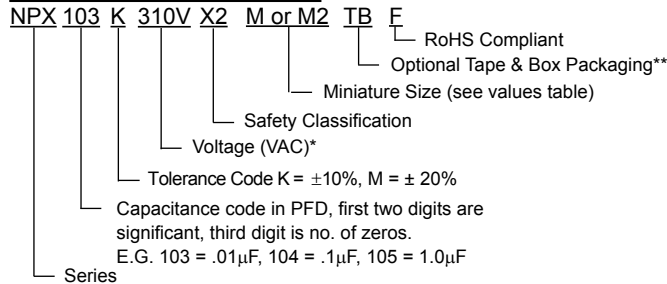 NPX 103 K 310V X2 M or M2 TB F
RoHS Compliant
Optional Tape & Box Packaging**
Miniature Size (see values table)
Safety Classification
Voltage (VAC)*
Tolerance Code K = ±10%, M = ± 20%
Capacitance code in PFD, first two digits are
significant, third digit is no. of zeros.
E.G. 103 = .01µF, 104 = .1µF, 105 = 1.0µF
Series